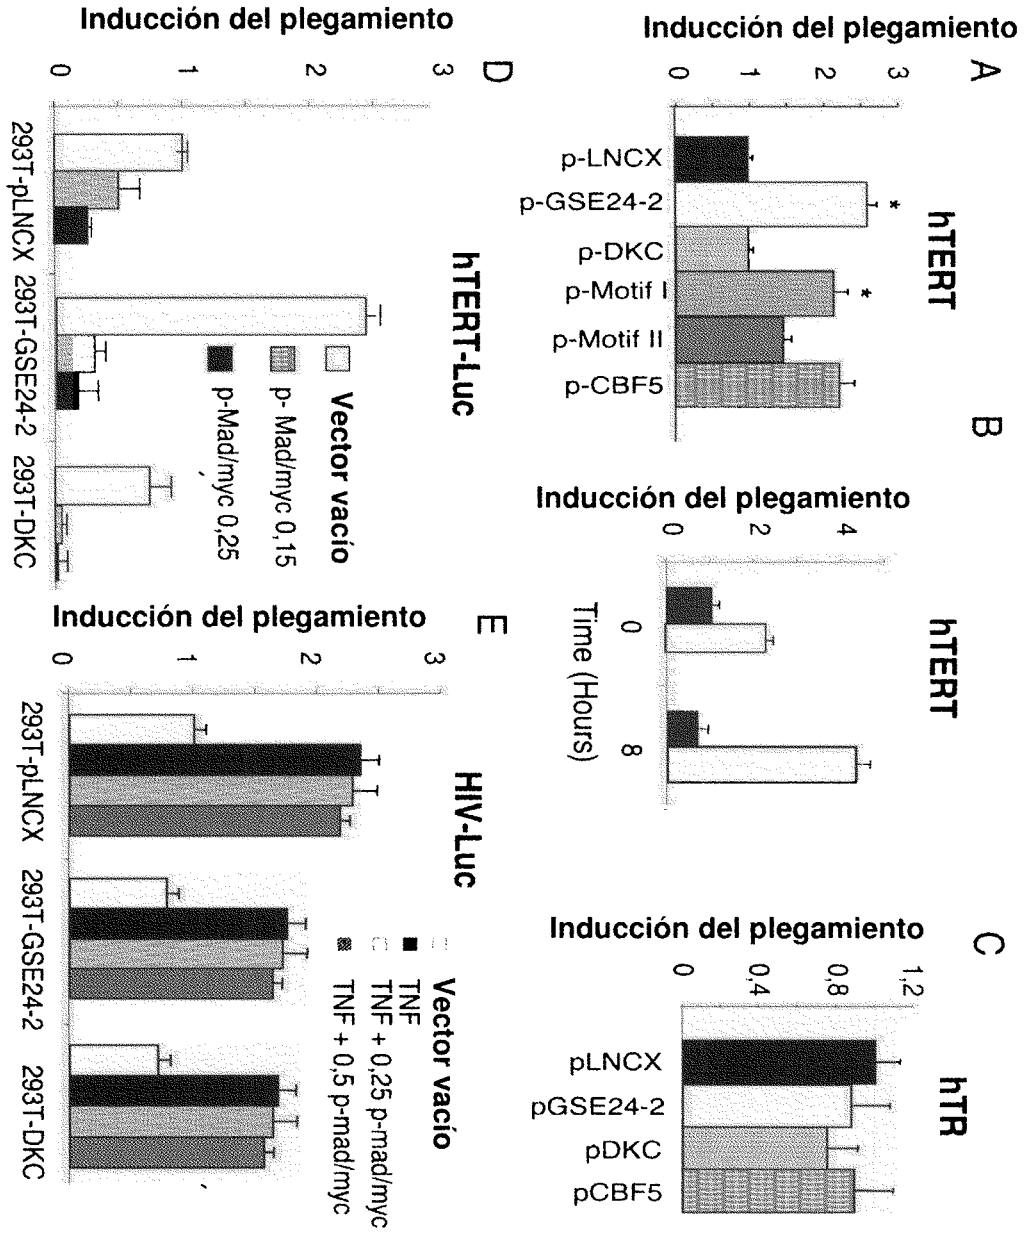 A
hTERT
Inducción del plegamiento
0
1
2
3
p-LNCX
p-GSE24-2
p-DKC
p-Motif I
p-Motif II
p-CBF5
*
*
B
hTERT
Inducción del plegamiento
0
2
4
0
8
Time (Hours)
C
hTR
Inducción del plegamiento
0
0,4
0,8
1,2
pLNCX
pGSE24-2
pDKC
pCBF5
D
hTERT-Luc
Inducción del plegamiento
0
1
2
3
Vector vacío
p- Mad/myc 0,15
p-Mad/myc 0,25
293T-pLNCX
293T-GSE24-2
293T-DKC
E
HIV-Luc
Inducción del plegamiento
0
1
2
3
Vector vacío
TNF
TNF + 0,25 p-mad/myc
TNF + 0,5 p-mad/myc
293T-pLNCX
293T-GSE24-2
293T-DKC